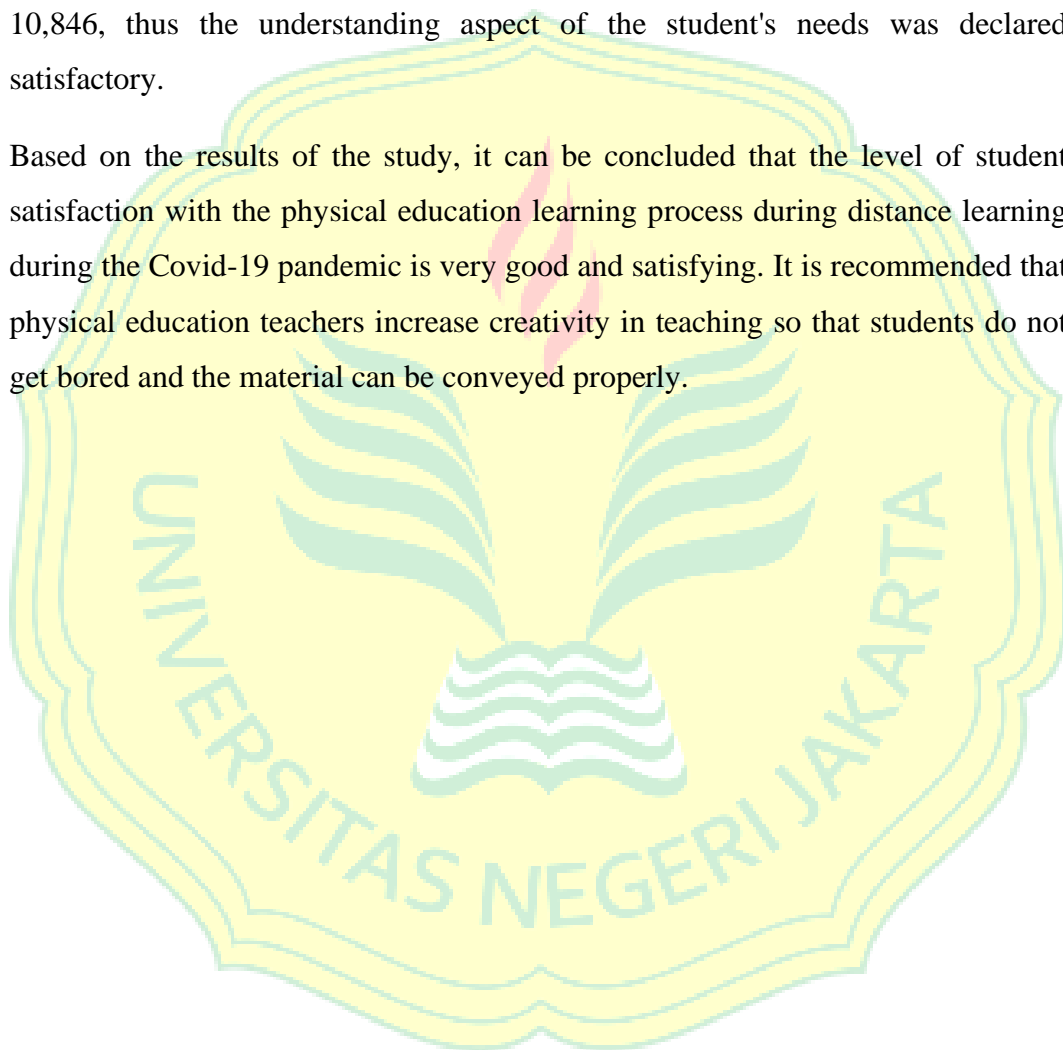 10,846, thus the understanding aspect of the student's needs was declared
satisfactory.
Based on the results of the study, it can be concluded that the level of student
satisfaction with the physical education learning process during distance learning
during the Covid-19 pandemic is very good and satisfying. It is recommended that
physical education teachers increase creativity in teaching so that students do not
get bored and the material can be conveyed properly.
UNIVERSITAS NEGERI JAKARTA